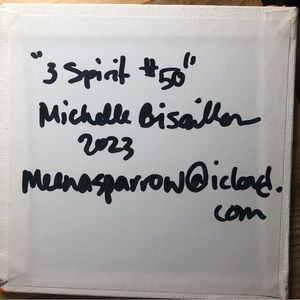 "3 Spirit #50"
Michelle Bisaillon
2023
Meenasparrow@icloud.
com